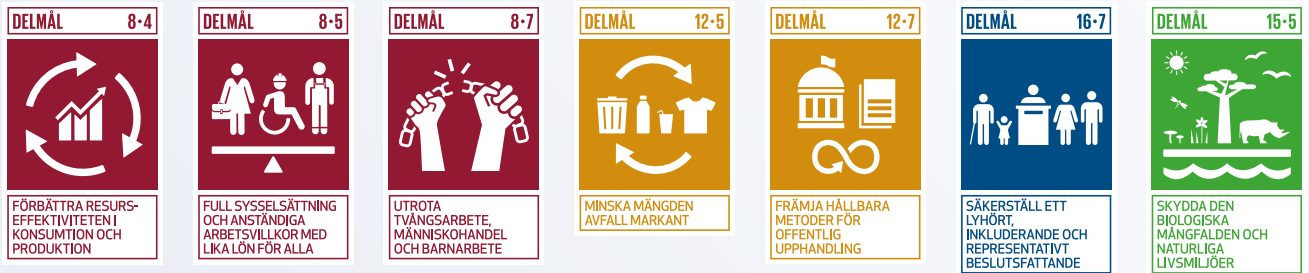 DELMÅL 8·4
FÖRBÄTTRA RESURS-
EFFEKTIVITETEN I
KONSUMTION OCH
PRODUKTION
DELMÅL 8·5
FULL SYSSELSÄTTNING
OCH ANSTÄNDIGA
ARBETSVILLKOR MED
LIKA LÖN FÖR ALLA
DELMÅL 8·7
UTROTA
TVÅNGSARBETE,
MÄNNISKOHANDEL
OCH BARNARBETE
DELMÅL 12·5
MINSKA MÄNGDEN
AVFALL MARKANT
DELMÅL 12·7
FRÄMJA HÅLLBARA
METODER FÖR
OFFENTLIG
UPPHANDLING
DELMÅL 16·7
SÄKERSTÄLL ETT
LYHÖRT,
INKLUDERANDE OCH
REPRESENTATIVT
BESLUTSFATTANDE
DELMÅL 15·5
SKYDDA DEN
BIOLOGISKA
MÅNGFALDEN OCH
NATURLIGA
LIVSMILJÖER